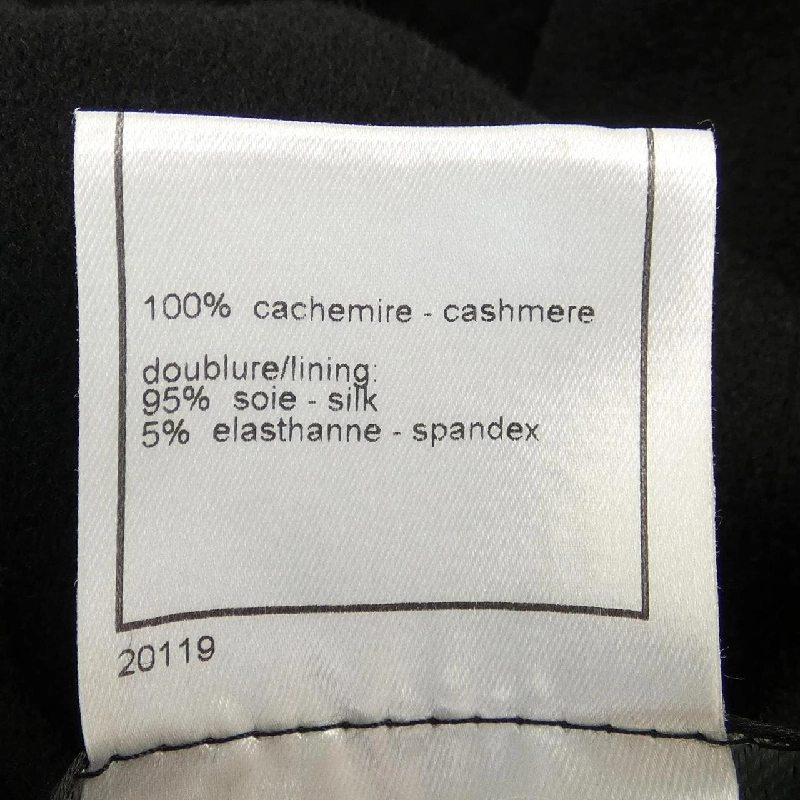 100% cachemire - cashmere
doublure/lining:
95% soie - silk
5% elasthanne - spandex
20119